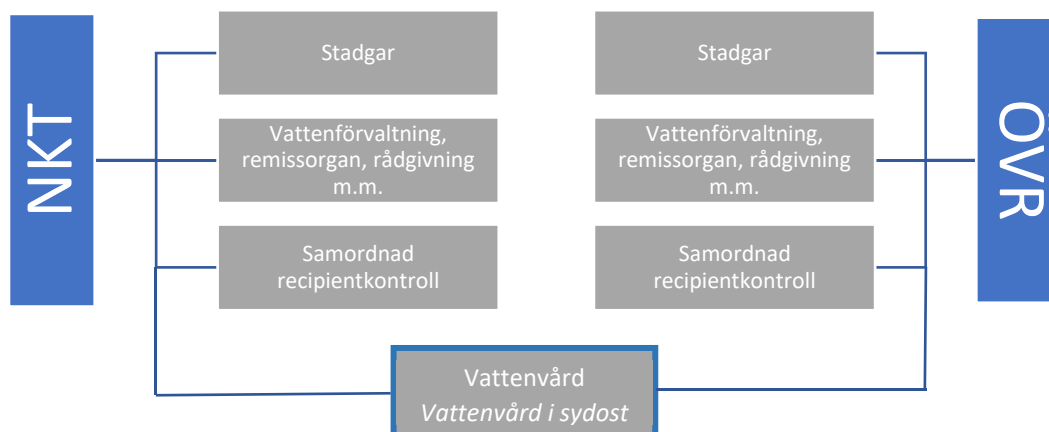 NKT
Stadgar
Vattenförvaltning,
remissorgan, rådgivning
m.m.
Samordnad
recipientkontroll
Stadgar
Vattenförvaltning,
remissorgan, rådgivning
m.m.
Samordnad
recipientkontroll
ÖVR
Vattenvård
Vattenvård i sydost